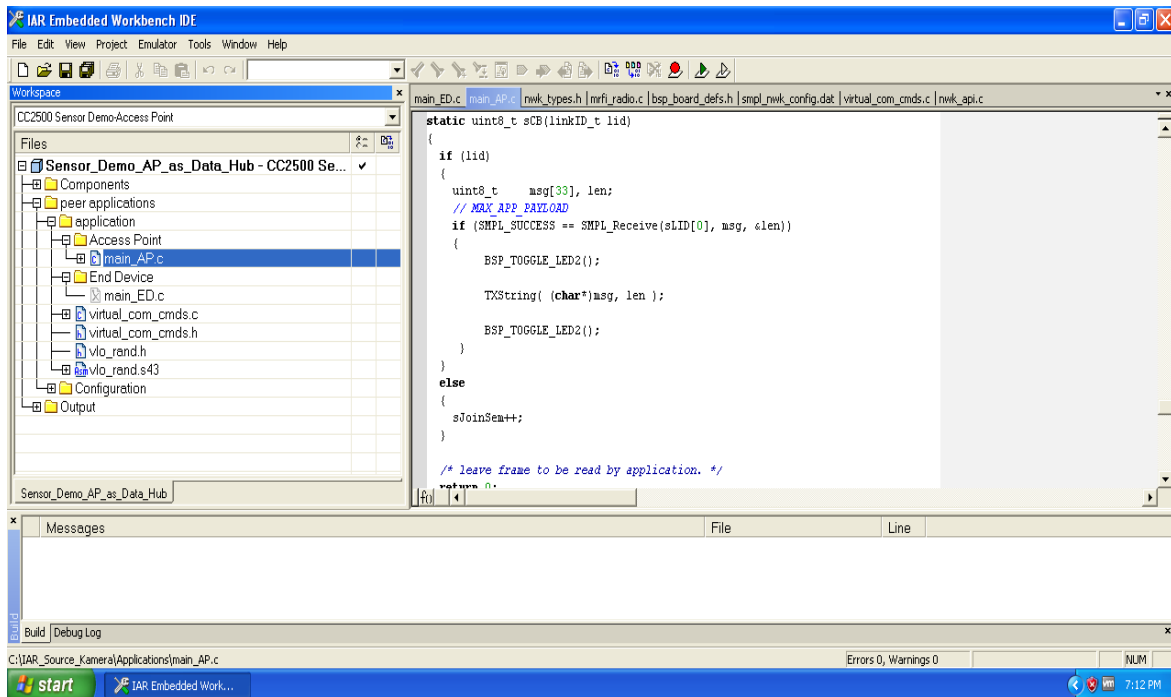 IAR Embedded Workbench IDE
File Edit View Project Emulator Tools Window Help
Workspace
CC2500 Sensor Demo-Access Point
Files
Sensor_Demo_AP_as_Data_Hub - CC2500 Se...
Components
peer applications
application
Access Point
main_AP.c
End Device
main_ED.c
virtual_com_cmds.c
virtual_com_cmds.h
vlo_rand.h
vlo_rand.s43
Configuration
Output
Sensor_Demo_AP_as_Data_Hub
main_ED.c main_AP.c nwk_types.h | mrfi_radio.c | bsp_board_defs.h | smpl_nwk_config.dat | virtual_com_cmds.c | nwk_api.c
static uint8_t sCB(linkID_t lid)
{
if (lid)
{
uint8_t msg[33], len;
// MAX_APP_PAYLOAD
if (SMPL_SUCCESS == SMPL_Receive(sLID[0], msg, &len))
{
BSP_TOGGLE_LED2();
TXString( (char*)msg, len );
BSP_TOGGLE_LED2();
}
}
else
{
sJoinSem++;
}
/* leave frame to be read by application. */
return 0;
f()
Messages File Line
Build
Build Debug Log
C:\IAR_Source_Kamera\Applications\main_AP.c Errors 0, Warnings 0 NUM
start IAR Embedded Work... vm 7:12 PM